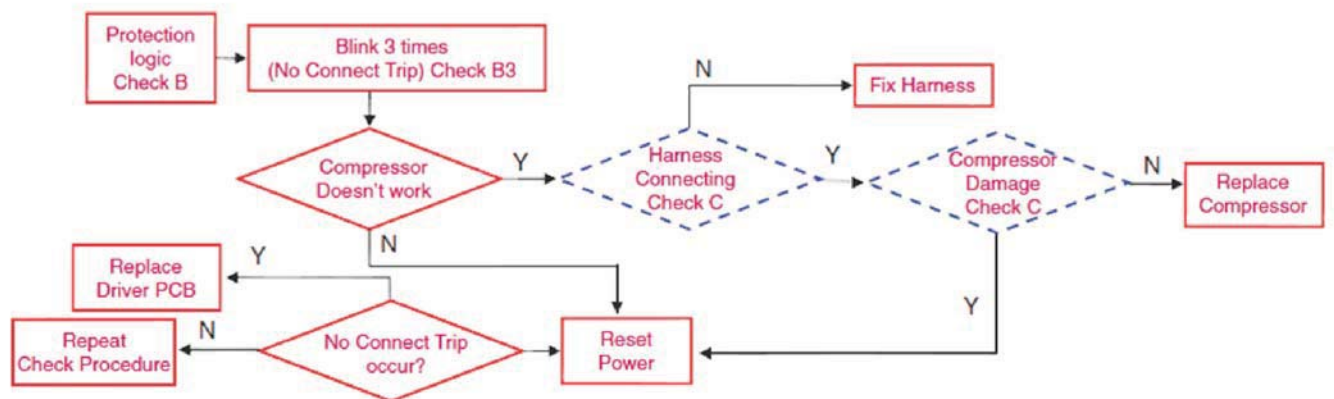 Protection
logic
Check B
Blink 3 times
(No Connect Trip) Check B3
N
Fix Harness
Compressor
Doesn't work
Y
Harness
Connecting
Check C
Y
Compressor
Damage
Check C
N
Replace
Compressor
N
Y
Replace
Driver PCB
Y
N
Repeat
Check Procedure
No Connect Trip
occur?
Reset
Power